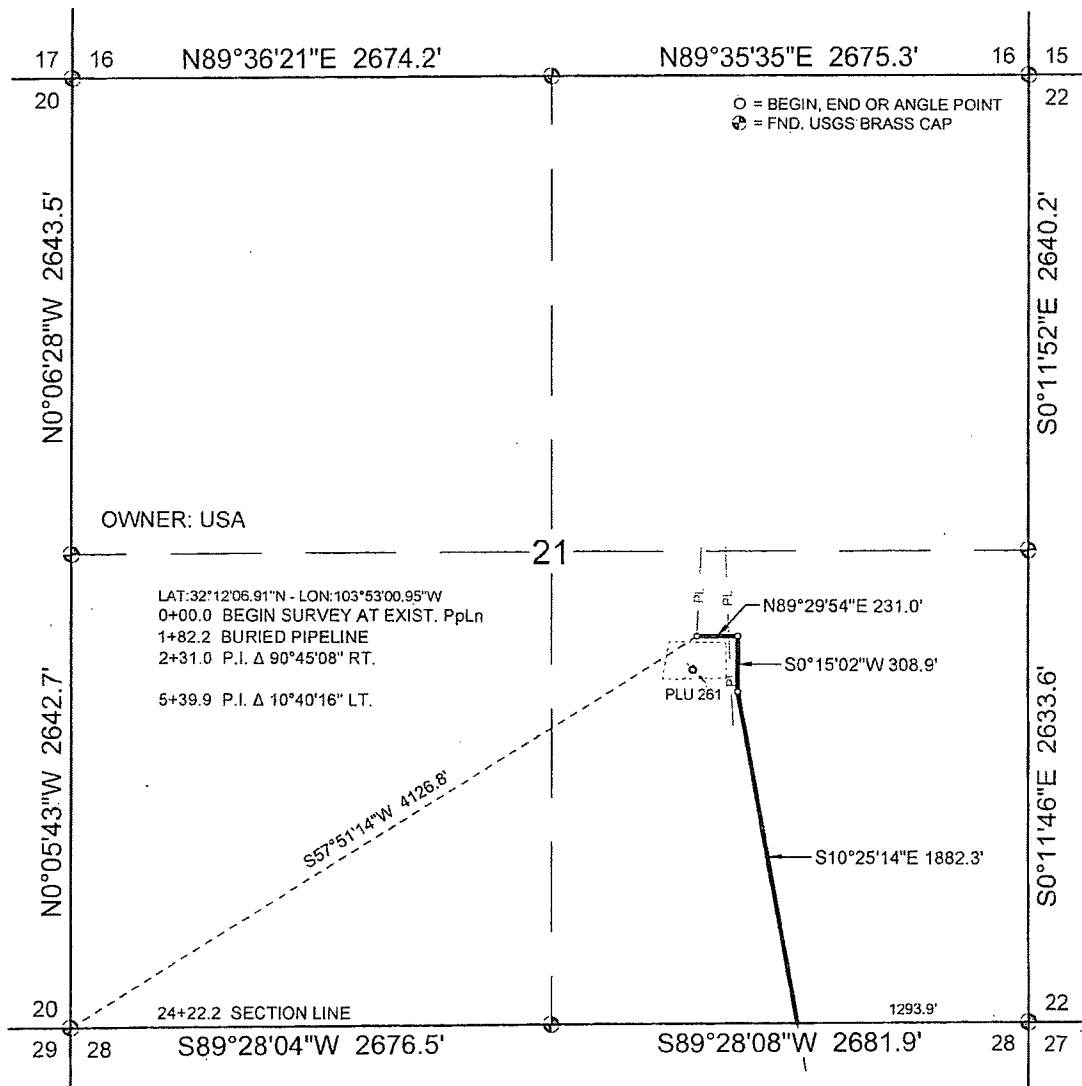 17 16 N89°36'21"E 2674.2' N89°35'35"E 2675.3' 16 15
20 22
= BEGIN, END OR ANGLE POINT
= FND. USGS BRASS CAP
N0°06'28"W 2643.5'
S0°11'52"E 2640.2'
OWNER: USA
21
LAT:32°12'06.91"N - LON:103°53'00.95"W
0+00.0 BEGIN SURVEY AT EXIST. PpLn
1+82.2 BURIED PIPELINE
2+31.0 P.I. Δ 90°45'08" RT.
5+39.9 P.I. Δ 10°40'16" LT.
PL
PL
N89°29'54"E 231.0'
S0°15'02"W 308.9'
PL
PLU 261
N0°05'43"W 2642.7'
S57°51'14"W 4126.8'
S10°25'14"E 1882.3'
S0°11'46"E 2633.6'
20 24+22.2 SECTION LINE 1293.9' 22
29 28 S89°28'04"W 2676.5' S89°28'08"W 2681.9' 28 27